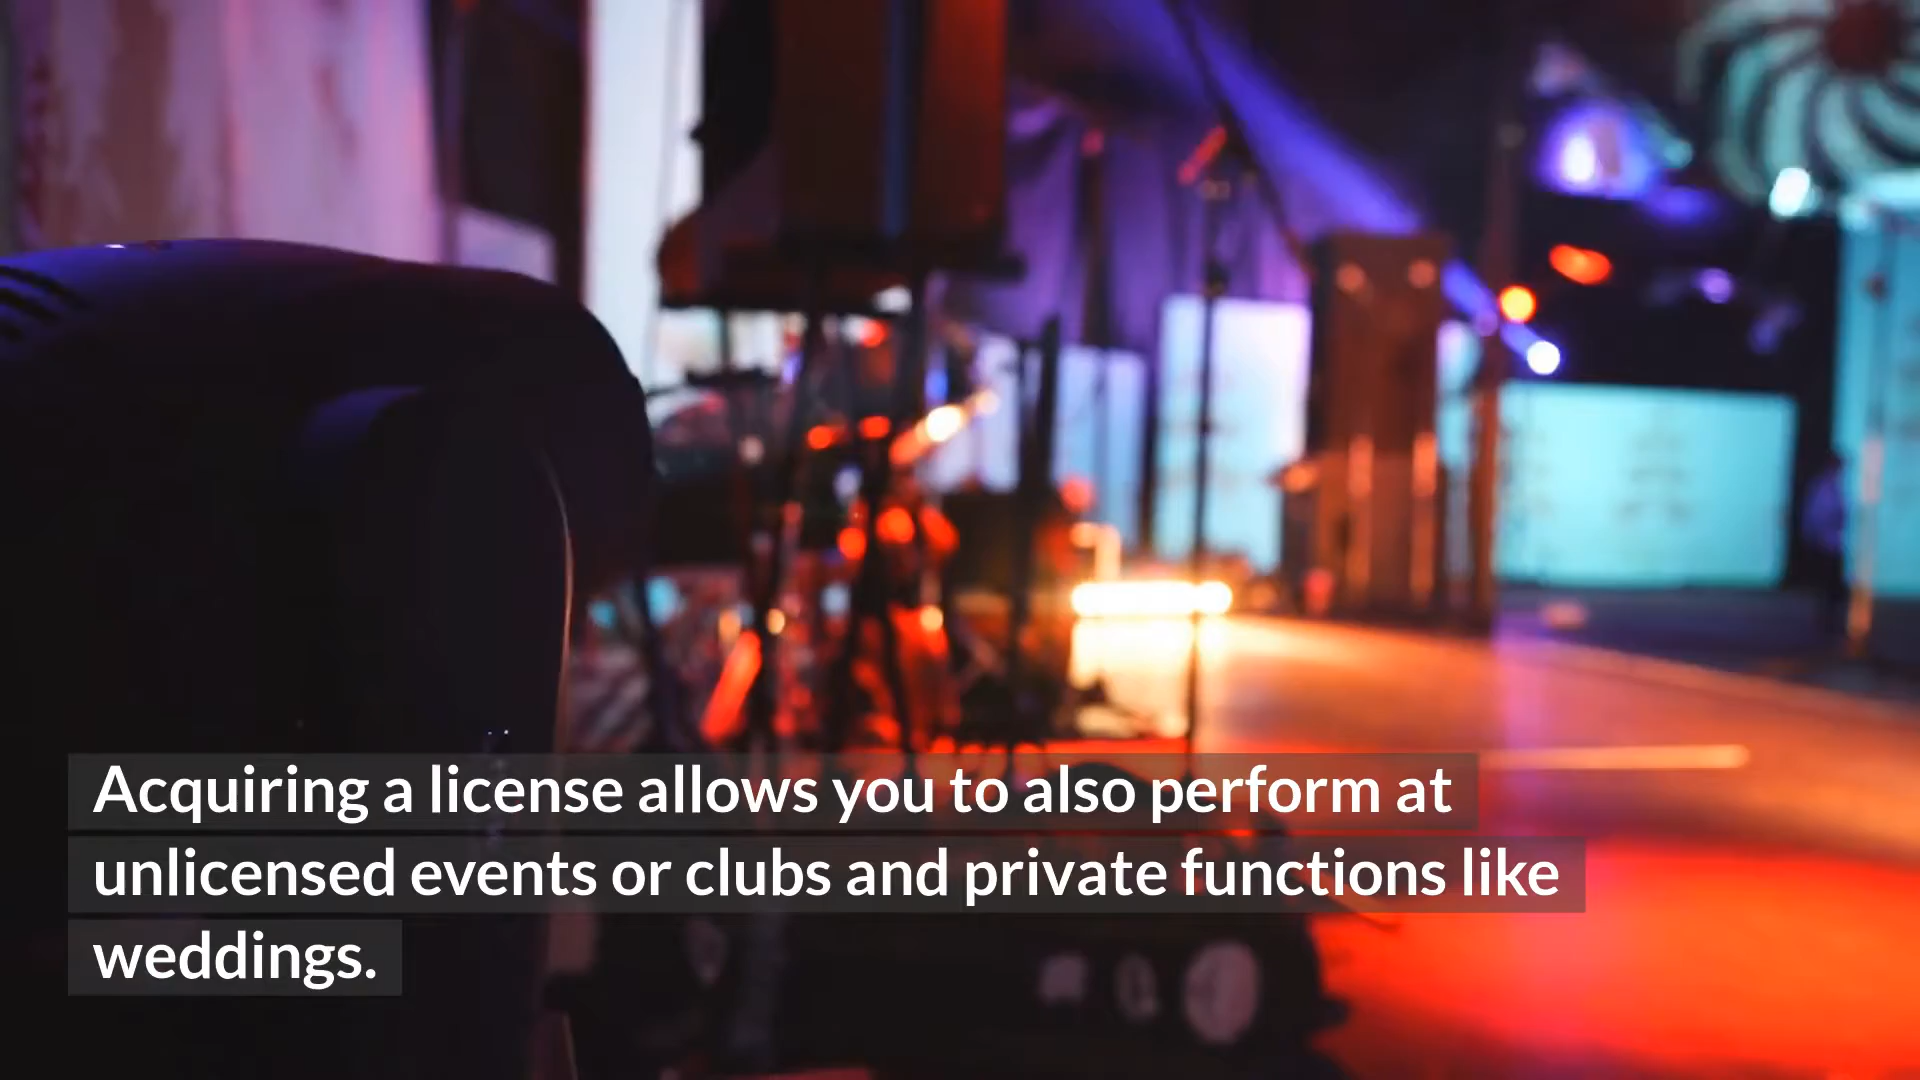 Acquiring a license allows you to also perform at
unlicensed events or clubs and private functions like
weddings.